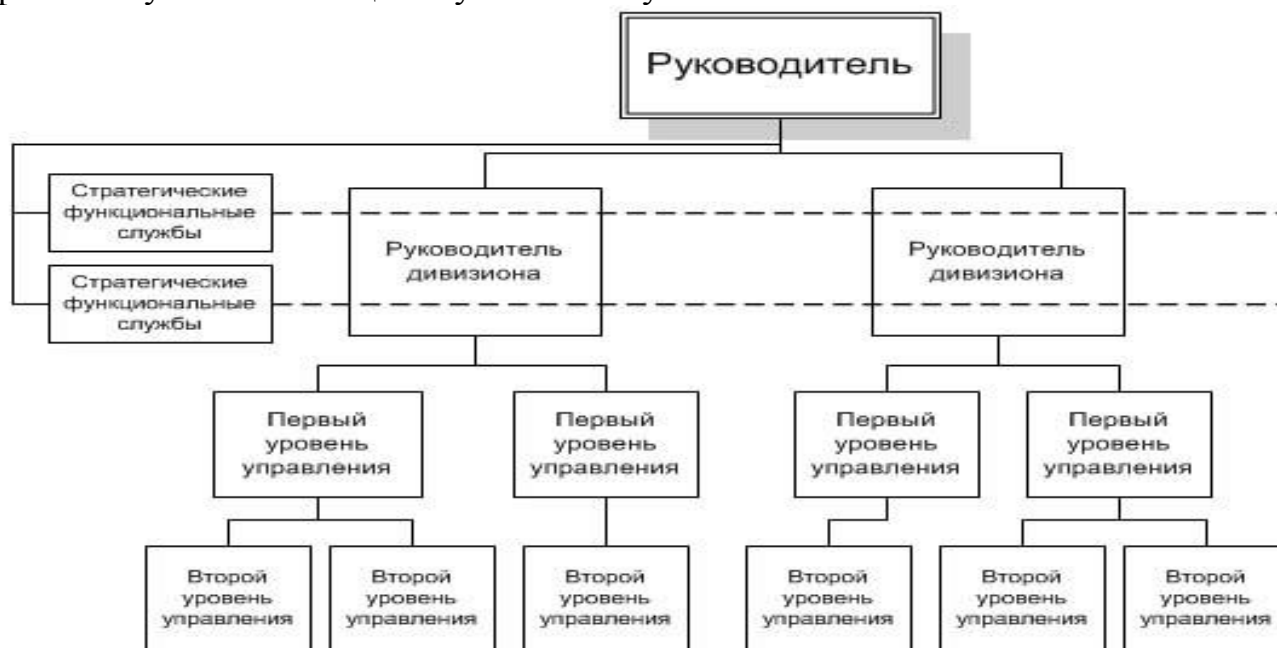 Руководитель
Стратегические
функциональные
службы
Руководитель
дивизиона
Руководитель
дивизиона
Стратегические
функциональные
службы
Первый
уровень
управления
Первый
уровень
управления
Первый
уровень
управления
Первый
уровень
управления
Второй
уровень
управления
Второй
уровень
управления
Второй
уровень
управления
Второй
уровень
управления
Второй
уровень
управления
Второй
уровень
управления